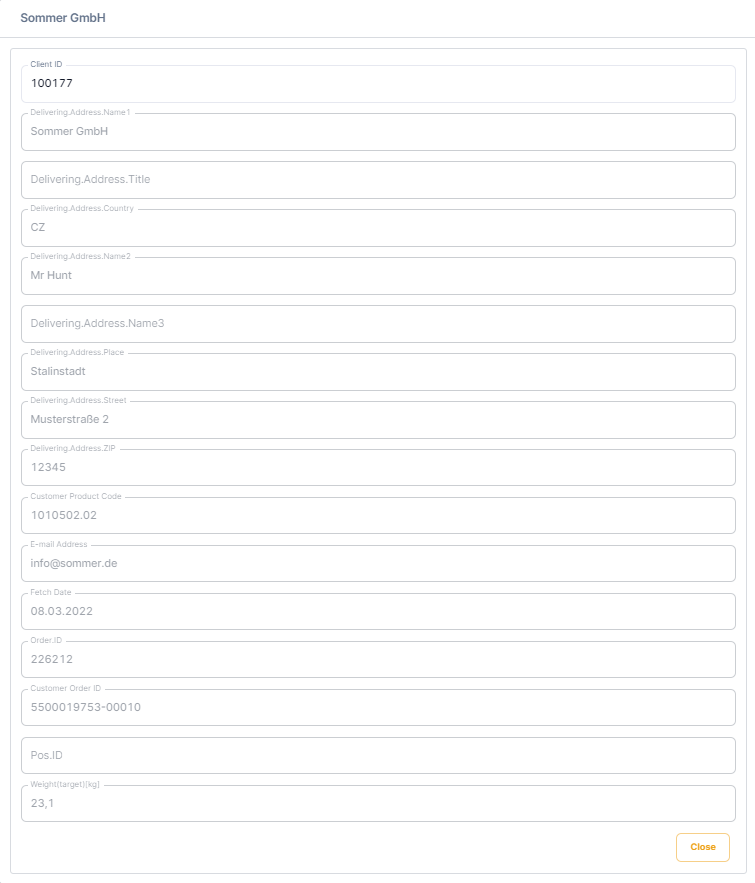 Sommer GmbH
Client ID
100177
Delivering.Address.Name1
Sommer GmbH
Delivering.Address.Title
Delivering.Address.Country
CZ
Delivering.Address.Name2
Mr Hunt
Delivering.Address.Name3
Delivering.Address.Place
Stalinstadt
Delivering.Address.Street
Musterstraße 2
Delivering.Address.ZIP
12345
Customer Product Code
1010502.02
E-mail Address
info@sommer.de
Fetch Date
08.03.2022
Order.ID
226212
Customer Order ID
5500019753-00010
Pos.ID
Weight(target)[kg]
23,1
Close